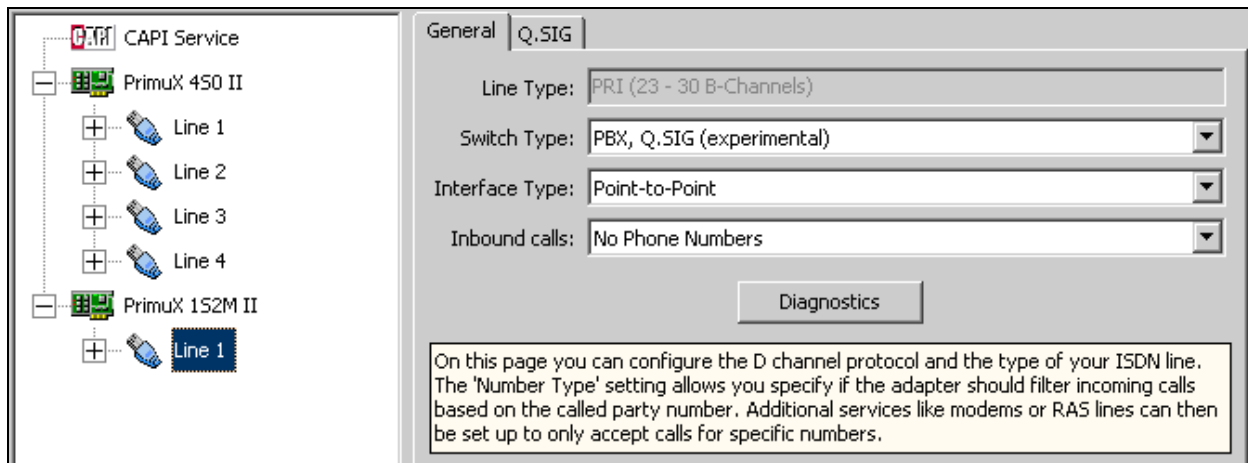 CAPI CAPI Service
PrimuX 4S0 II
Line 1
Line 2
Line 3
Line 4
PrimuX 1S2M II
Line 1
General
Q.SIG
Line Type: PRI (23 - 30 B-Channels)
Switch Type: PBX, Q.SIG (experimental)
Interface Type: Point-to-Point
Inbound calls: No Phone Numbers
Diagnostics
On this page you can configure the D channel protocol and the type of your ISDN line.
The 'Number Type' setting allows you specify if the adapter should filter incoming calls
based on the called party number. Additional services like modems or RAS lines can then
be set up to only accept calls for specific numbers.